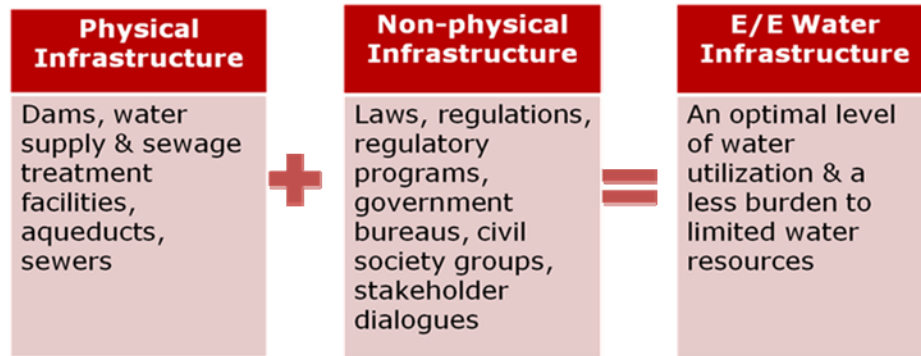 Physical
Infrastructure
Dams, water
supply & sewage
treatment
facilities,
aqueducts,
sewers
Non-physical
Infrastructure
Laws, regulations,
regulatory
programs,
government
bureaus, civil
society groups,
stakeholder
dialogues
E/E Water
Infrastructure
An optimal level
of water
utilization & a
less burden to
limited water
resources